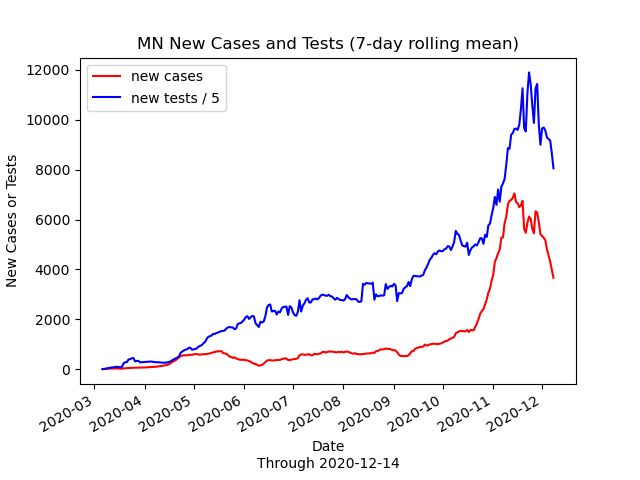 MN New Cases and Tests (7-day rolling mean)
new cases
new tests / 5
12000
10000
8000
6000
4000
2000
0
New Cases or Tests
2020-03
2020-04
2020-05
2020-06
2020-07
2020-08
2020-09
2020-10
2020-11
2020-12
Date
Through 2020-12-14